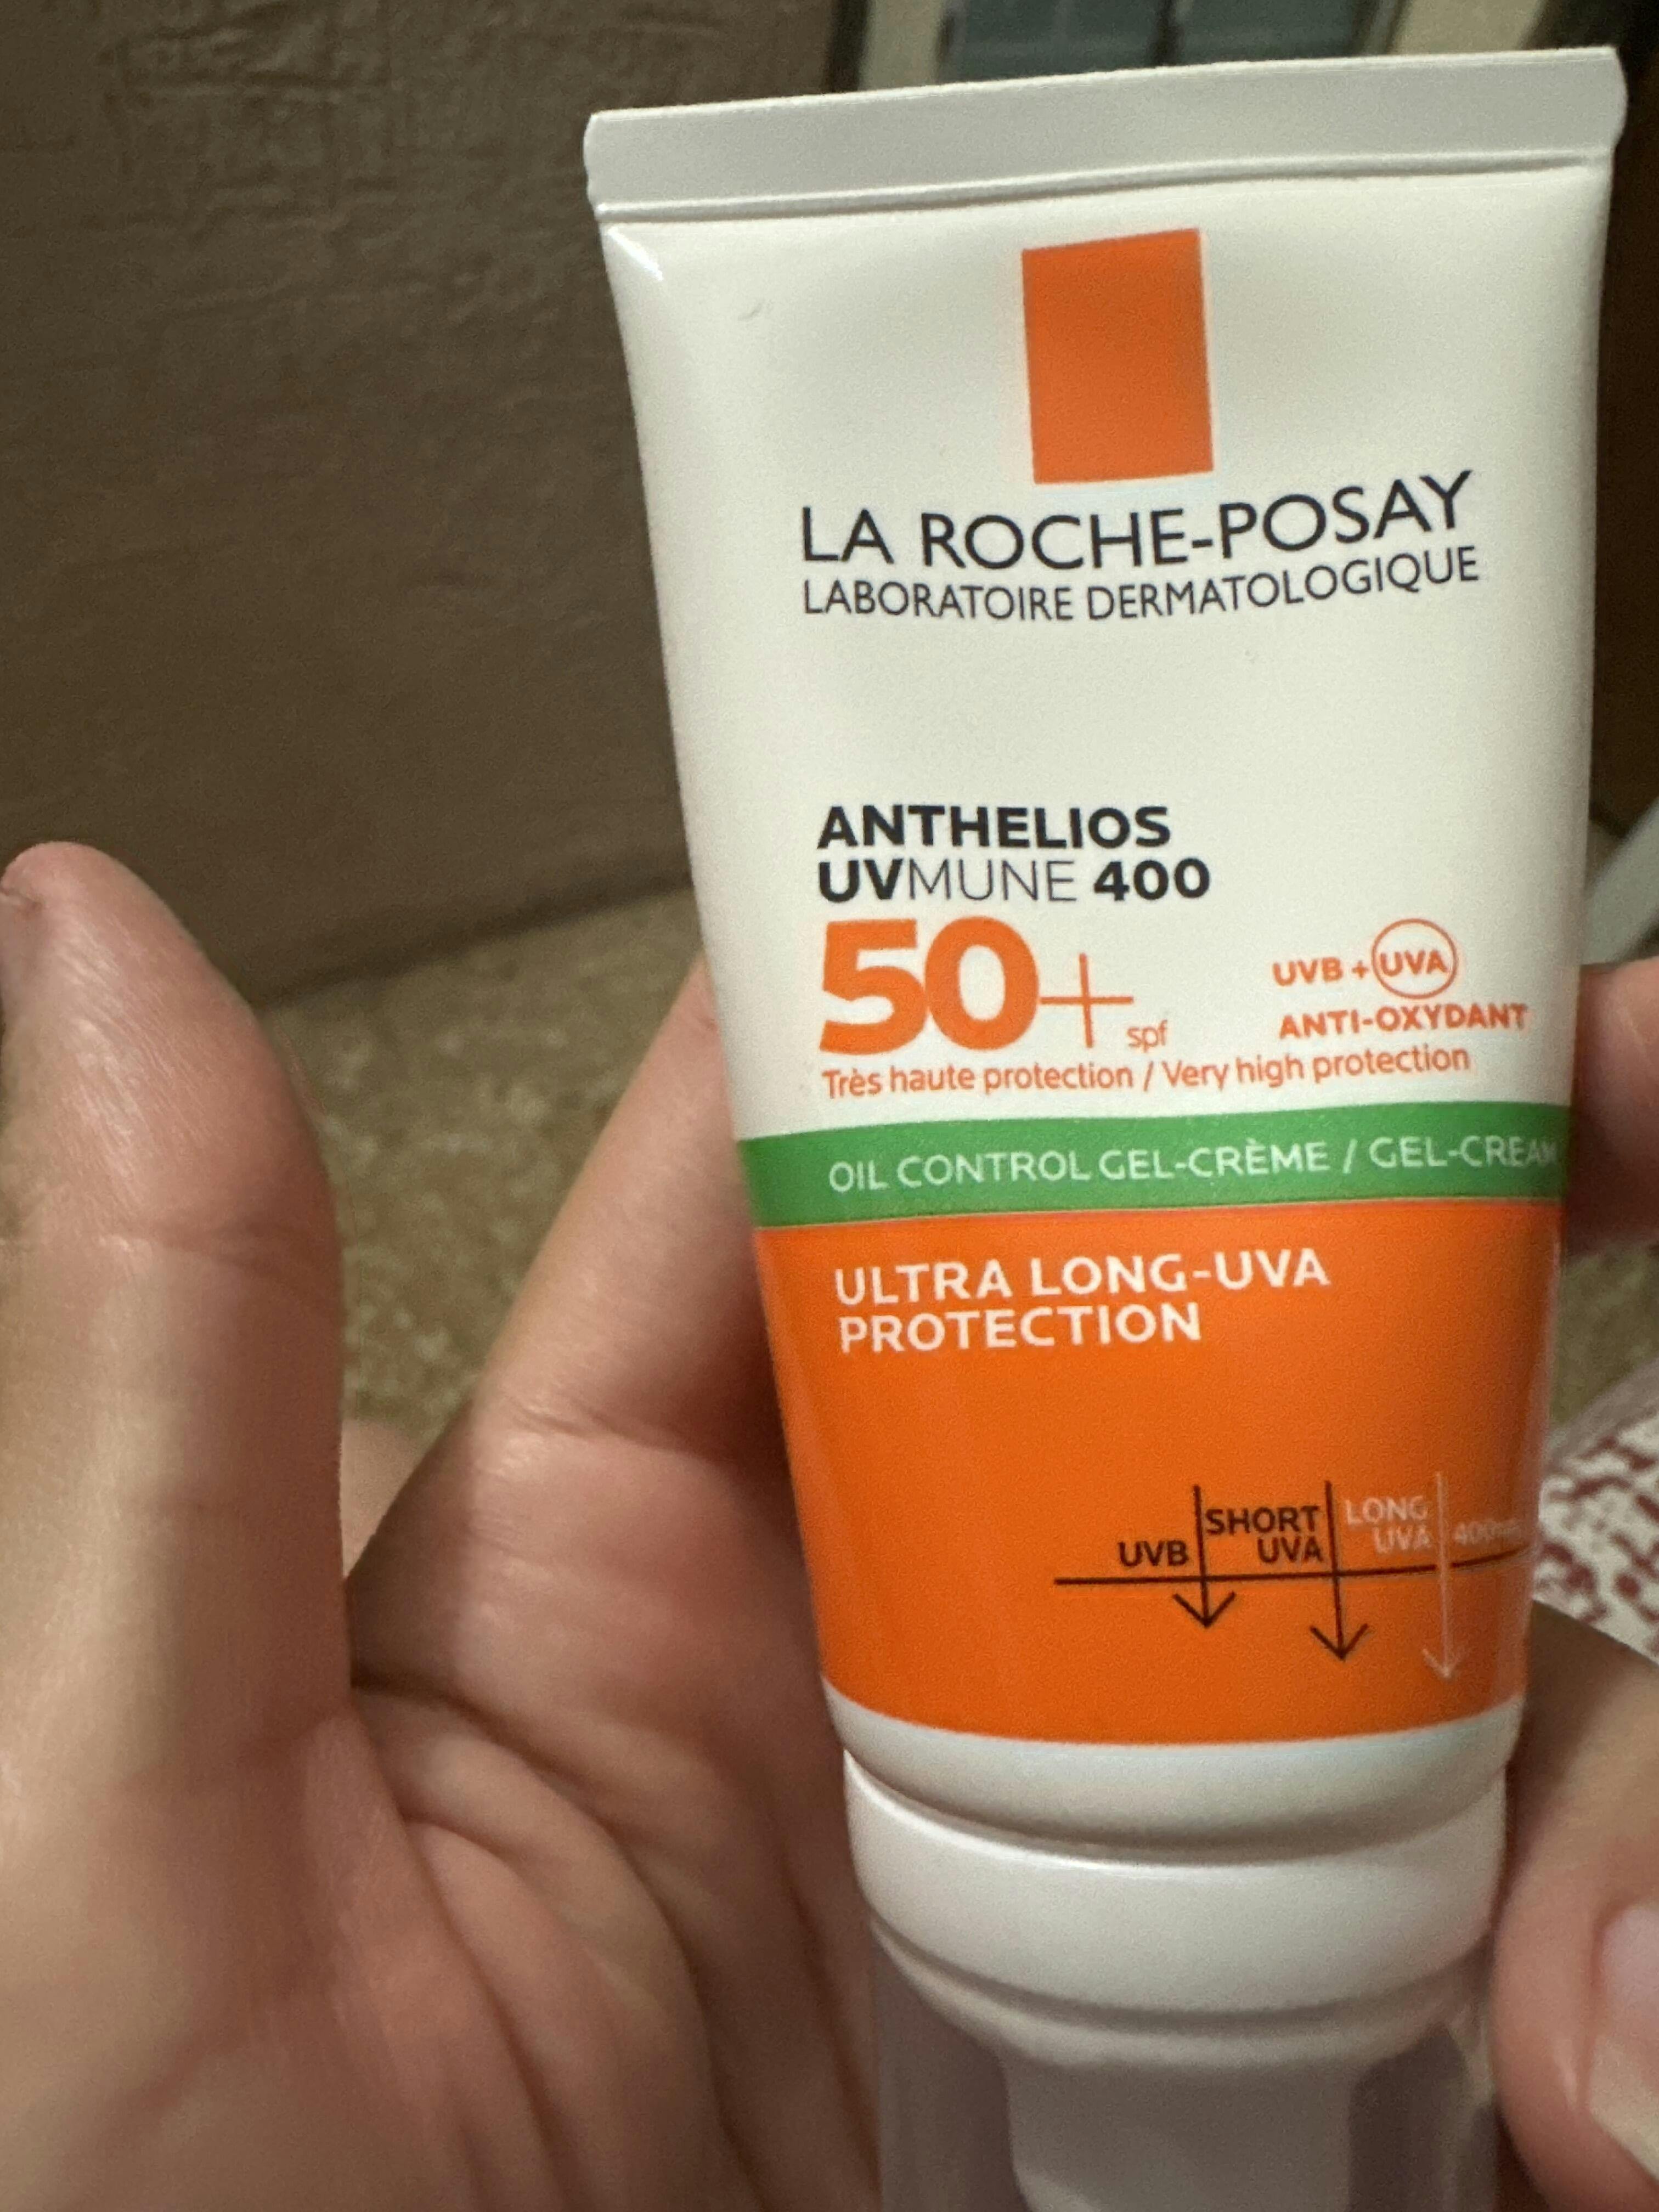 LA ROCHE-POSAY
LABORATOIRE DERMATOLOGIQUE
ANTHELIOS
UVMUNE 400
50+ spf
UVB + UVA
ANTI-OXYDANT
Très haute protection / Very high protection
OIL CONTROL GEL-CRÈME / GEL-CREAM
ULTRA LONG-UVA
PROTECTION
UVB
SHORT
UVA
LONG
UVA
400nm